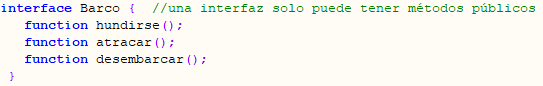 interface Barco {  //una interfaz solo puede tener métodos públicos
function hundirse();
function atracar();
function desembarcar();
}